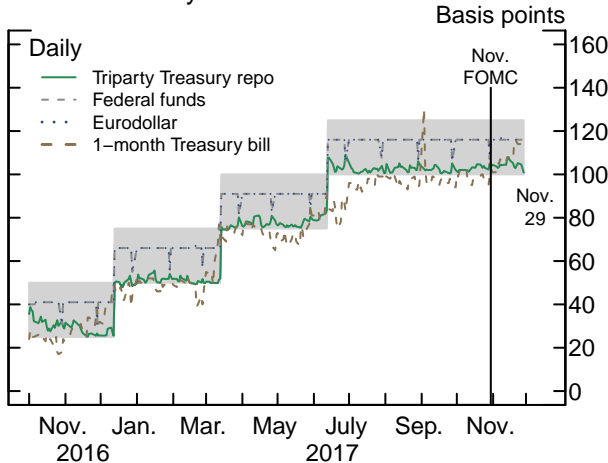 Basis points
Daily
Triparty Treasury repo
Federal funds
Eurodollar
1−month Treasury bill
Nov.
FOMC
160
140
120
100
80
60
40
20
0
Nov.
29
Nov. Jan. Mar. May July Sep. Nov.
2016 2017